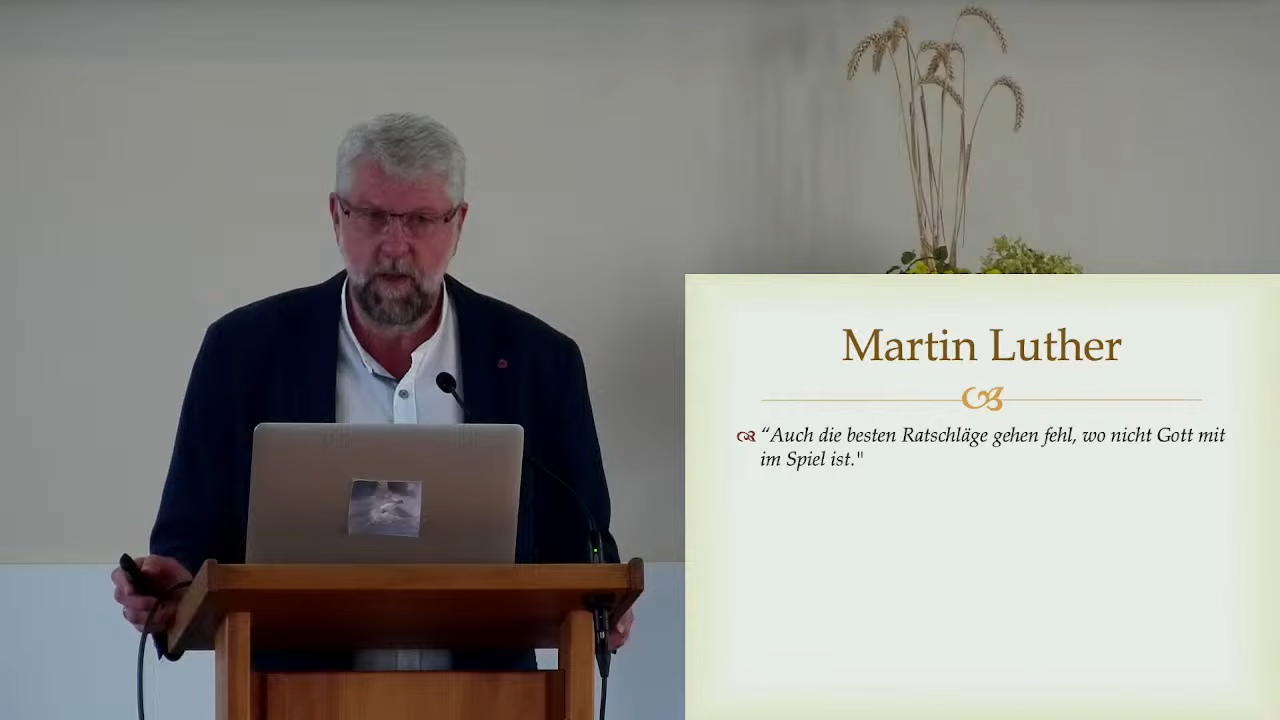 Martin Luther
“Auch die besten Ratschläge gehen fehl, wo nicht Gott mit
im Spiel ist."